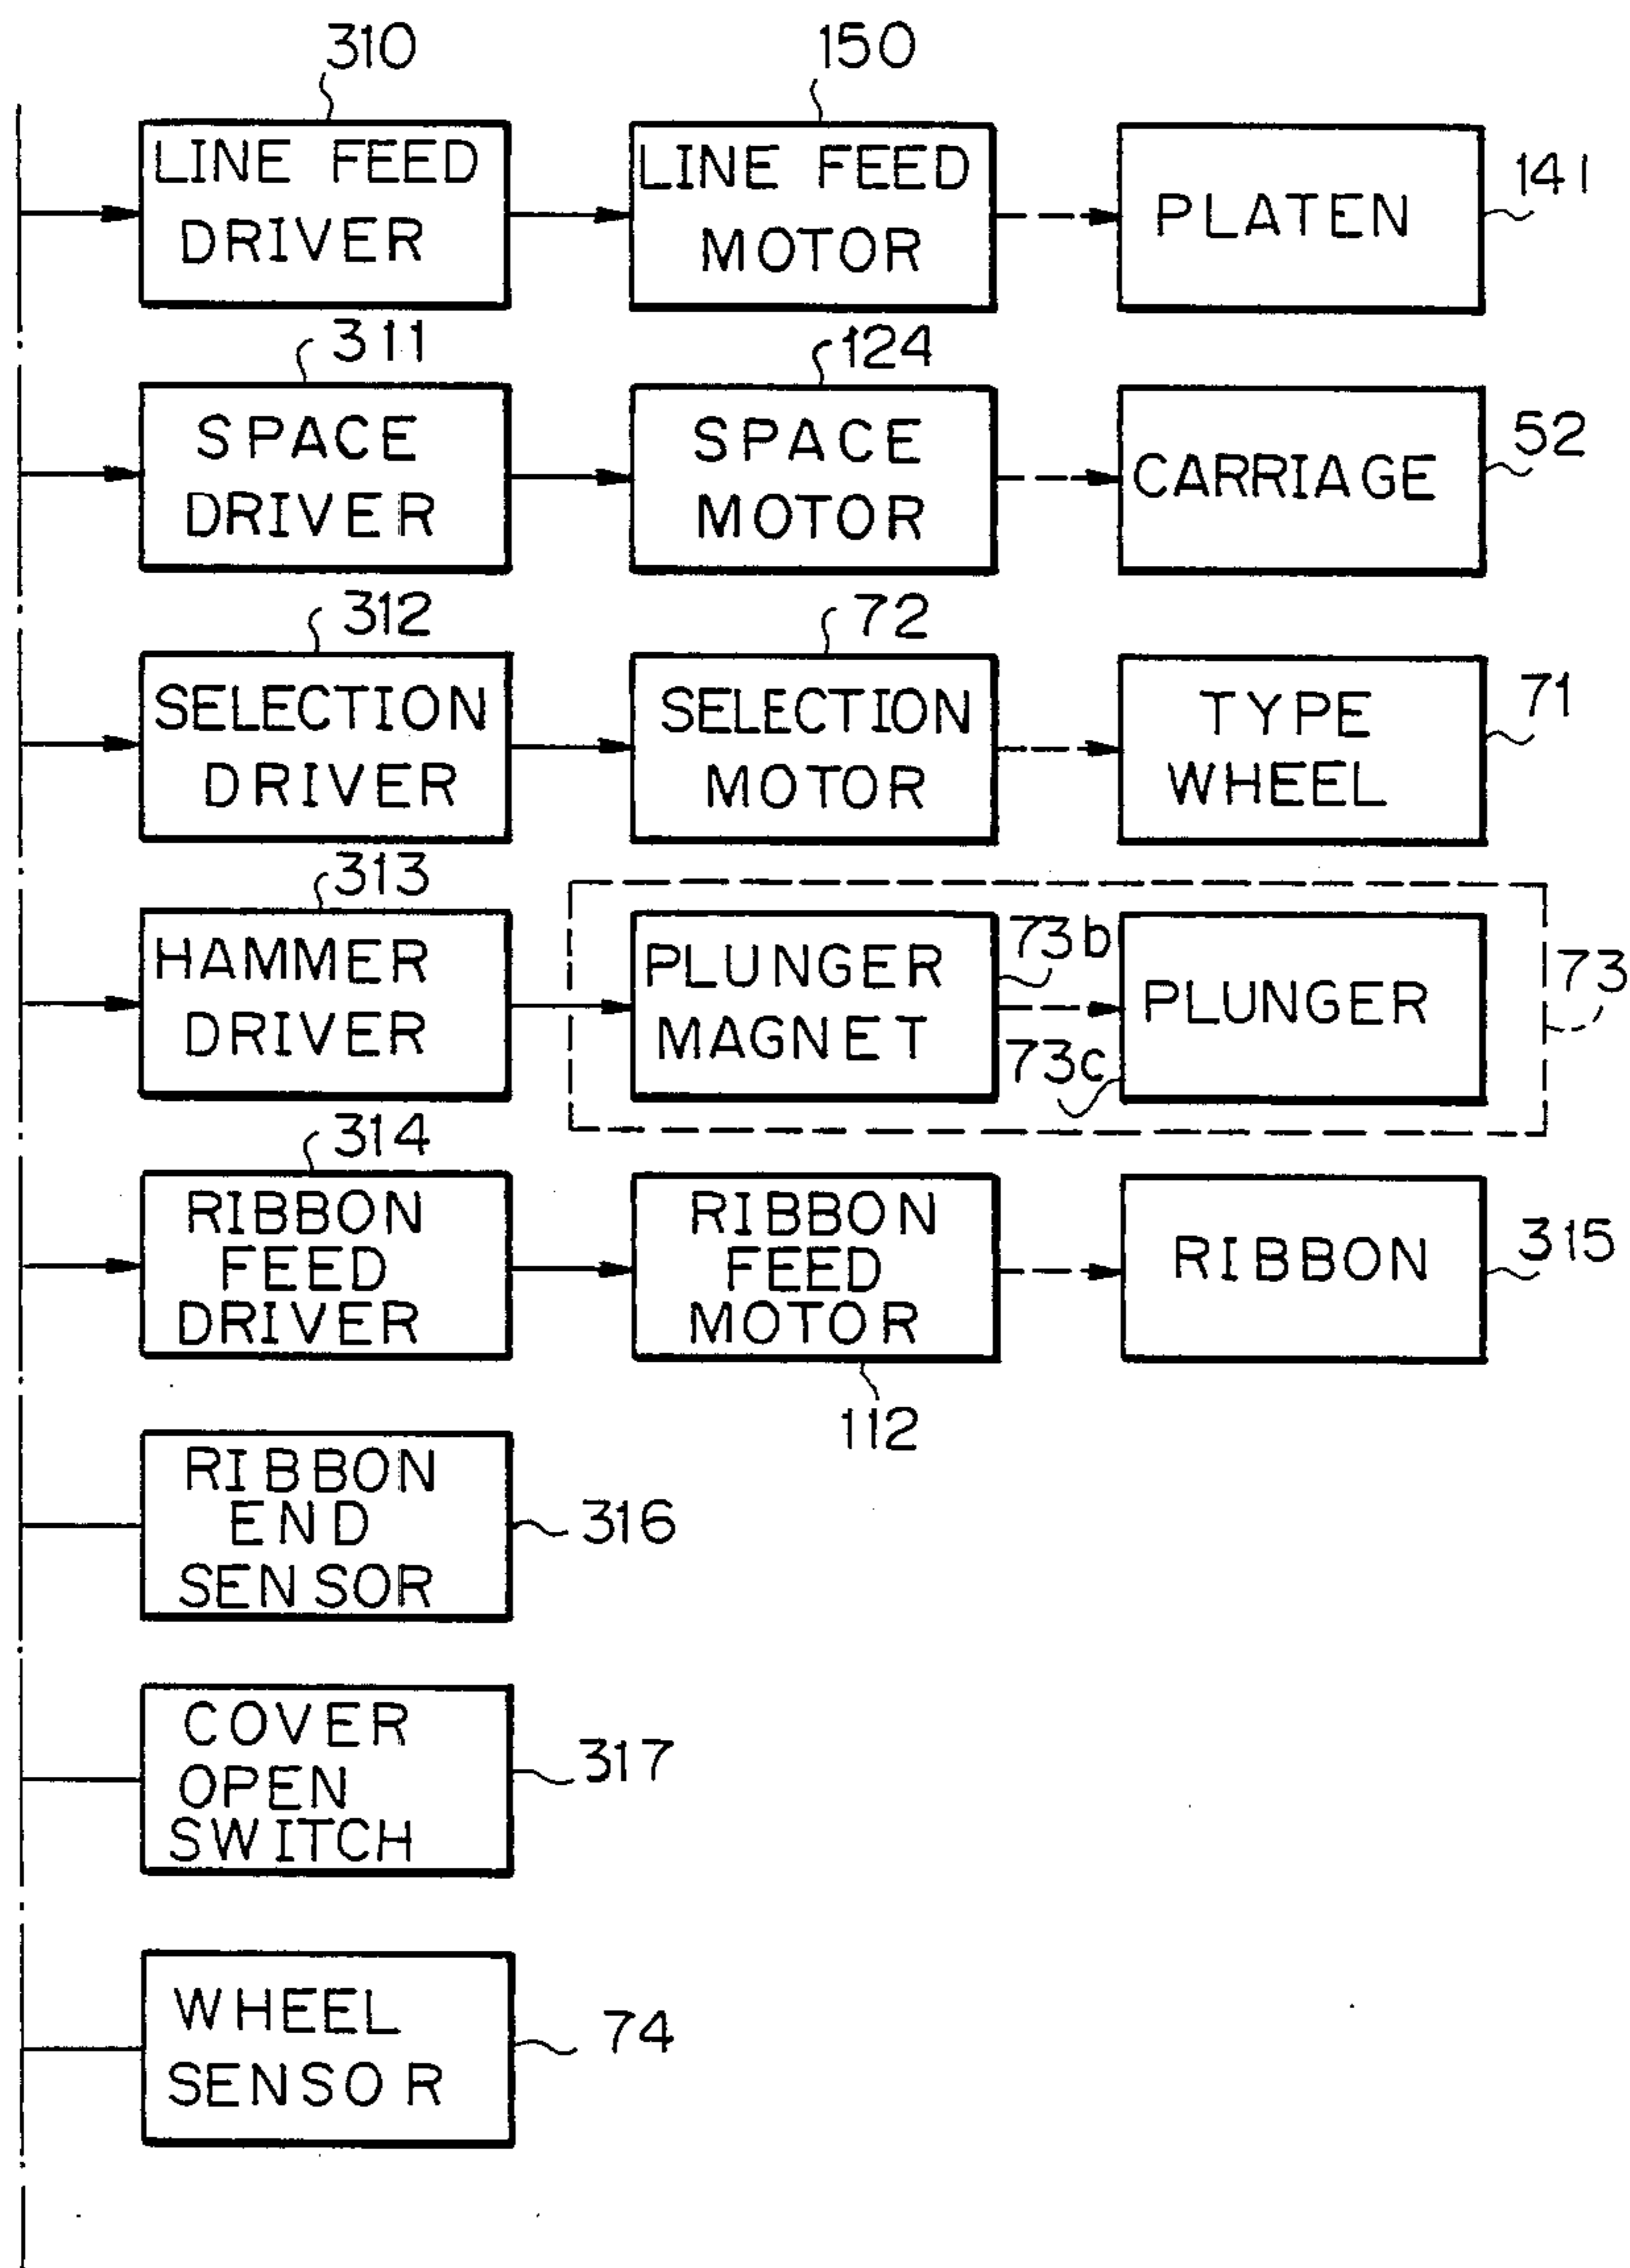 310
150
LINE FEED
DRIVER
LINE FEED
MOTOR
PLATEN
141
311
124
SPACE
DRIVER
SPACE
MOTOR
CARRIAGE
52
312
72
SELECTION
DRIVER
SELECTION
MOTOR
TYPE
WHEEL
71
313
HAMMER
DRIVER
PLUNGER
MAGNET
73b
73c
PLUNGER
73
314
RIBBON
FEED
DRIVER
RIBBON
FEED
MOTOR
112
RIBBON
315
RIBBON
END
SENSOR
316
COVER
OPEN
SWITCH
317
WHEEL
SENSOR
74